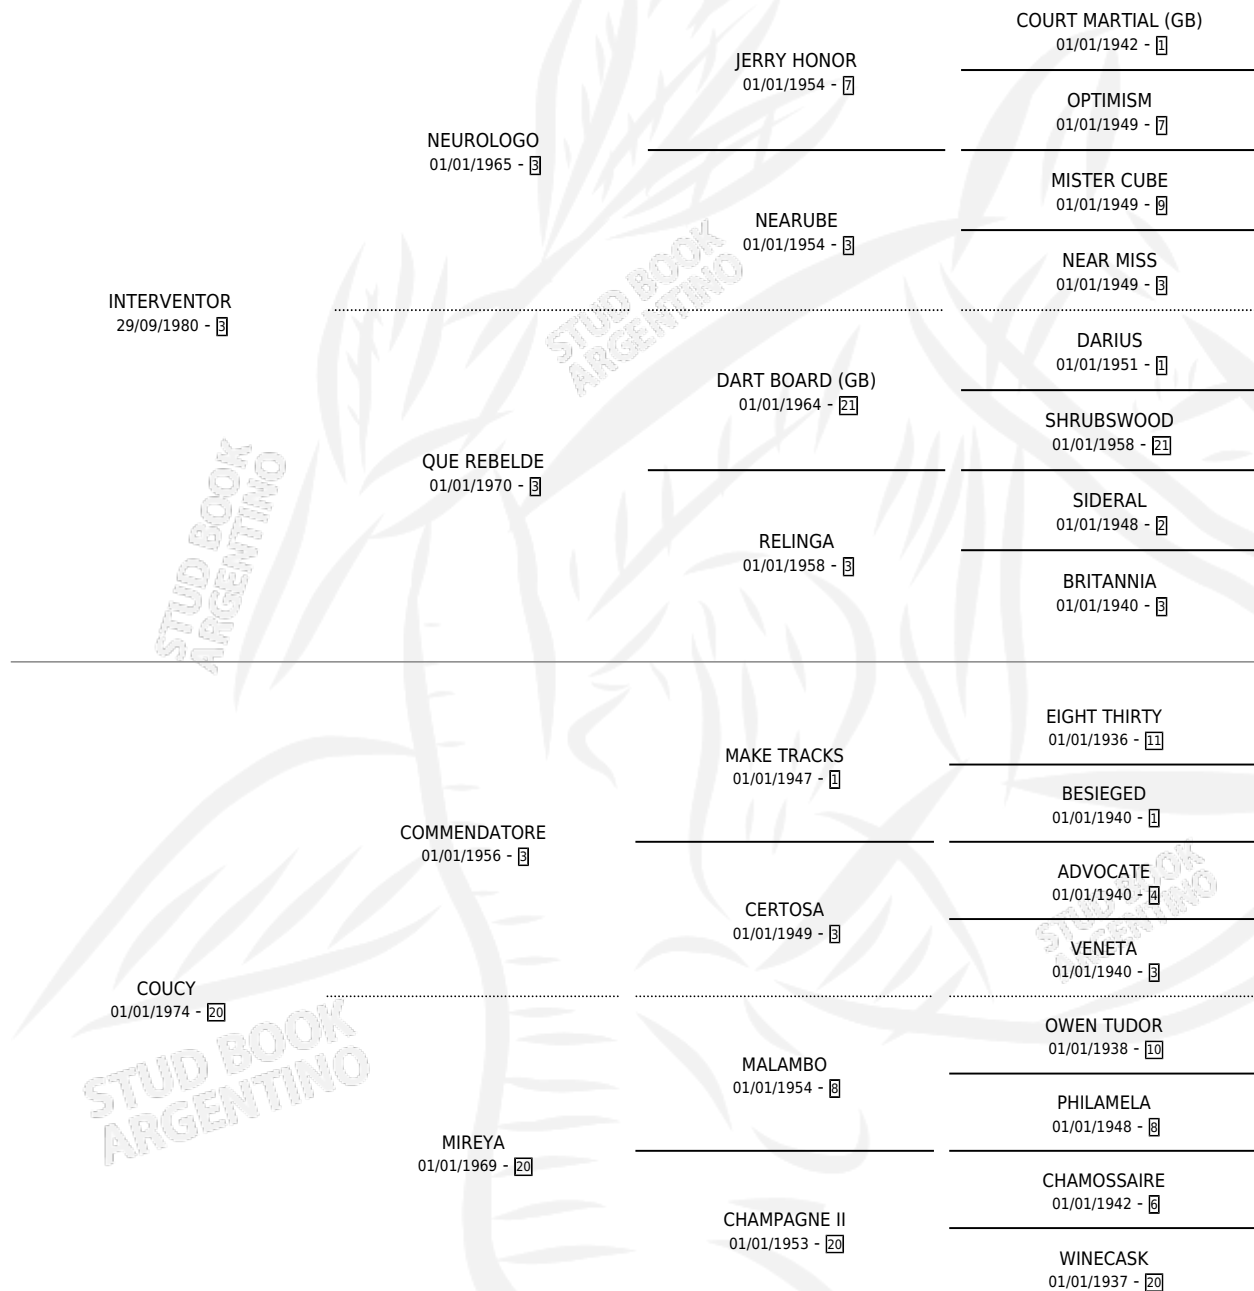 COURT MARTIAL (GB)
01/01/1942 - 1
JERRY HONOR
01/01/1954 - 7
OPTIMISM
01/01/1949 - 7
NEUROLOGO
01/01/1965 - 3
MISTER CUBE
01/01/1949 - 9
NEARUBE
01/01/1954 - 3
NEAR MISS
01/01/1949 - 3
INTERVENTOR
29/09/1980 - 3
STUD BOOK
ARGENTINO
DARIUS
01/01/1951 - 1
DART BOARD (GB)
01/01/1964 - 21
SHRUBSWOOD
01/01/1958 - 21
QUE REBELDE
01/01/1970 - 3
SIDERAL
01/01/1948 - 2
RELINGA
01/01/1958 - 3
BRITANNIA
01/01/1940 - 3
STUD BOOK
ARGENTINO
EIGHT THIRTY
01/01/1936 - 11
MAKE TRACKS
01/01/1947 - 1
BESIEGED
01/01/1940 - 1
COMMENDATORE
01/01/1956 - 3
ADVOCATE
01/01/1940 - 4
CERTOSA
01/01/1949 - 3
VENETA
01/01/1940 - 3
STUD BOOK
ARGENTINO
COUCY
01/01/1974 - 20
OWEN TUDOR
01/01/1938 - 10
MALAMBO
01/01/1954 - 8
PHILAMELA
01/01/1948 - 8
STUD BOOK
ARGENTINO
MIREYA
01/01/1969 - 20
CHAMOSSAIRE
01/01/1942 - 6
CHAMPAGNE II
01/01/1953 - 20
WINECASK
01/01/1937 - 20